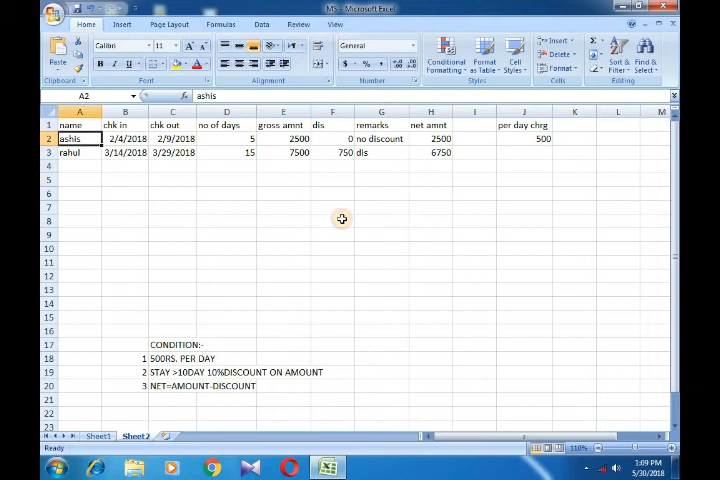 MS - Microsoft Excel
Home Insert Page Layout Formulas Data Review View
Calibri 11 General Insert
Paste B I U $ % , Conditional Formatting Format as Table Cell Styles Delete Format Sort & Filter Find & Select
Clipboard Font Alignment Number Styles Cells Editing
A2 fx ashis
A B C D E F G H I J K L M
1 name chk in chk out no of days gross amnt dis remarks net amnt per day chrg
2 ashis 2/4/2018 2/9/2018 5 2500 0 no discount 2500 500
3 rahul 3/14/2018 3/29/2018 15 7500 750 dis 6750
4
5
6
7
8
9
10
11
12
13
14
15
16
17 CONDITION:-
18 1 500RS. PER DAY
19 2 STAY >10DAY 10%DISCOUNT ON AMOUNT
20 3 NET=AMOUNT-DISCOUNT
21
22
23
Sheet1 Sheet2
Ready 110%
1:09 PM
5/30/2018